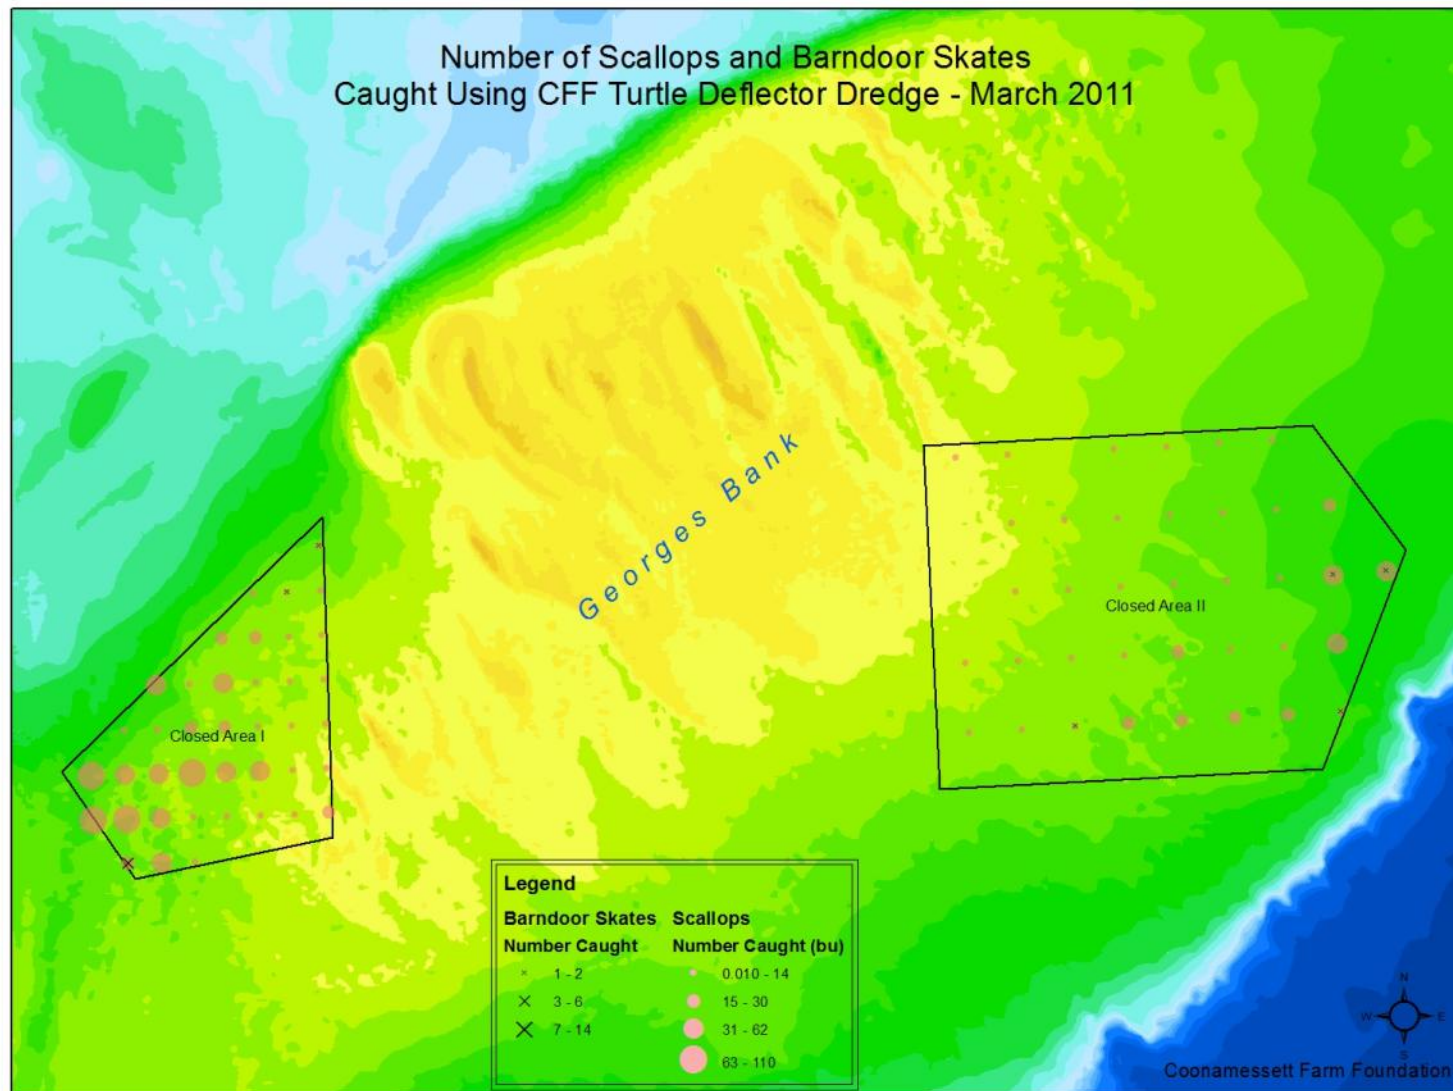 Number of Scallops and Barndoor Skates
Caught Using CFF Turtle Deflector Dredge - March 2011
Georges Bank
Closed Area II
Closed Area I
Legend
Barndoor Skates Scallops
Number Caught Number Caught (bu)
1 - 2 0.010 - 14
3 - 6 15 - 30
7 - 14 31 - 62
63 - 110
N
W E
S
Coonamessett Farm Foundation